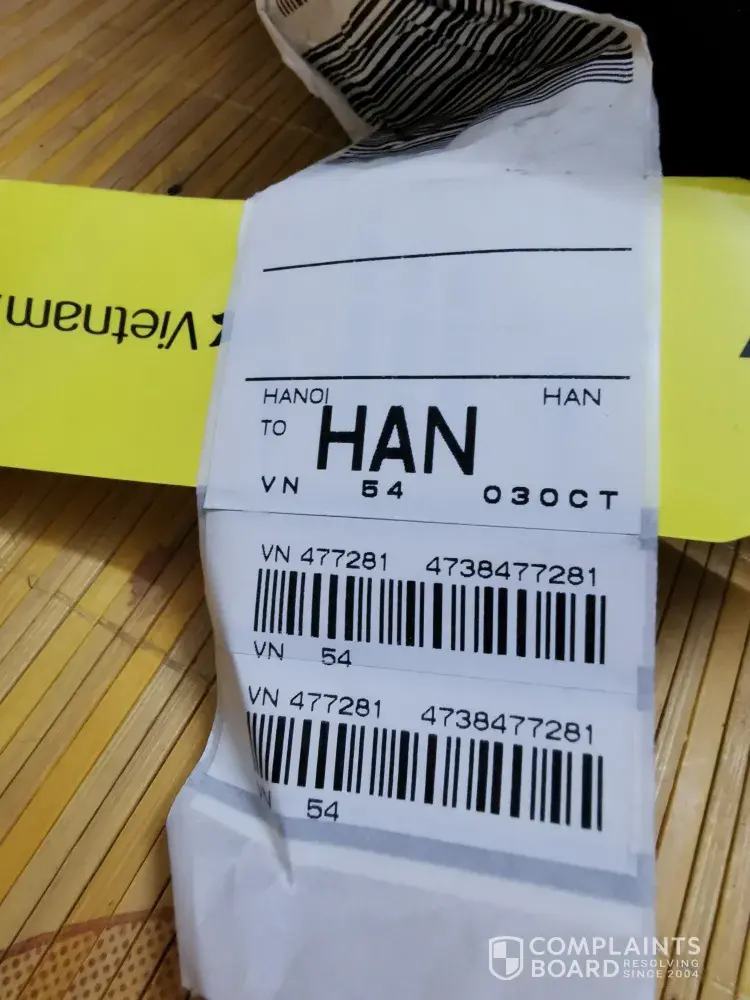 Vietnam
HANOI HAN
TO HAN
VN 54 03OCT
VN 477281 4738477281
VN 54
VN 477281 4738477281
54
COMPLAINTS
BOARD RESOLVING
SINCE 2004